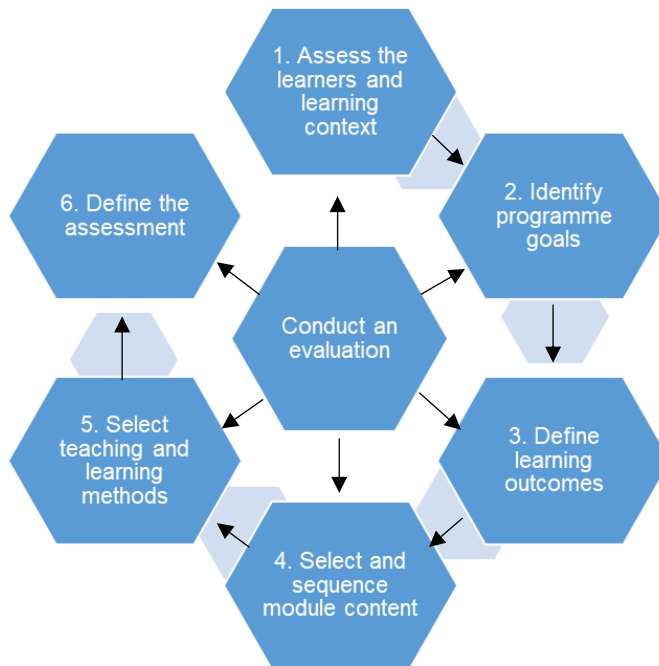 1. Assess the
learners and
learning
context
2. Identify
programme
goals
3. Define
learning
outcomes
4. Select and
sequence
module content
5. Select
teaching and
learning
methods
6. Define the
assessment
Conduct an
evaluation